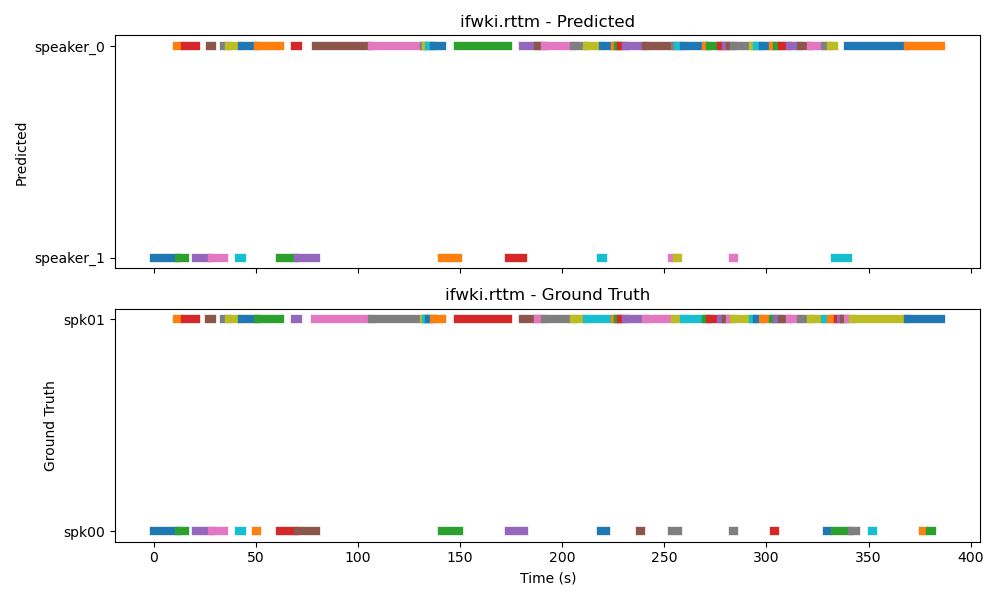 ifwki.rttm - Predicted
speaker_0
Predicted
speaker_1
ifwki.rttm - Ground Truth
spk01
Ground Truth
spk00
0 50 100 150 200 250 300 350 400
Time (s)